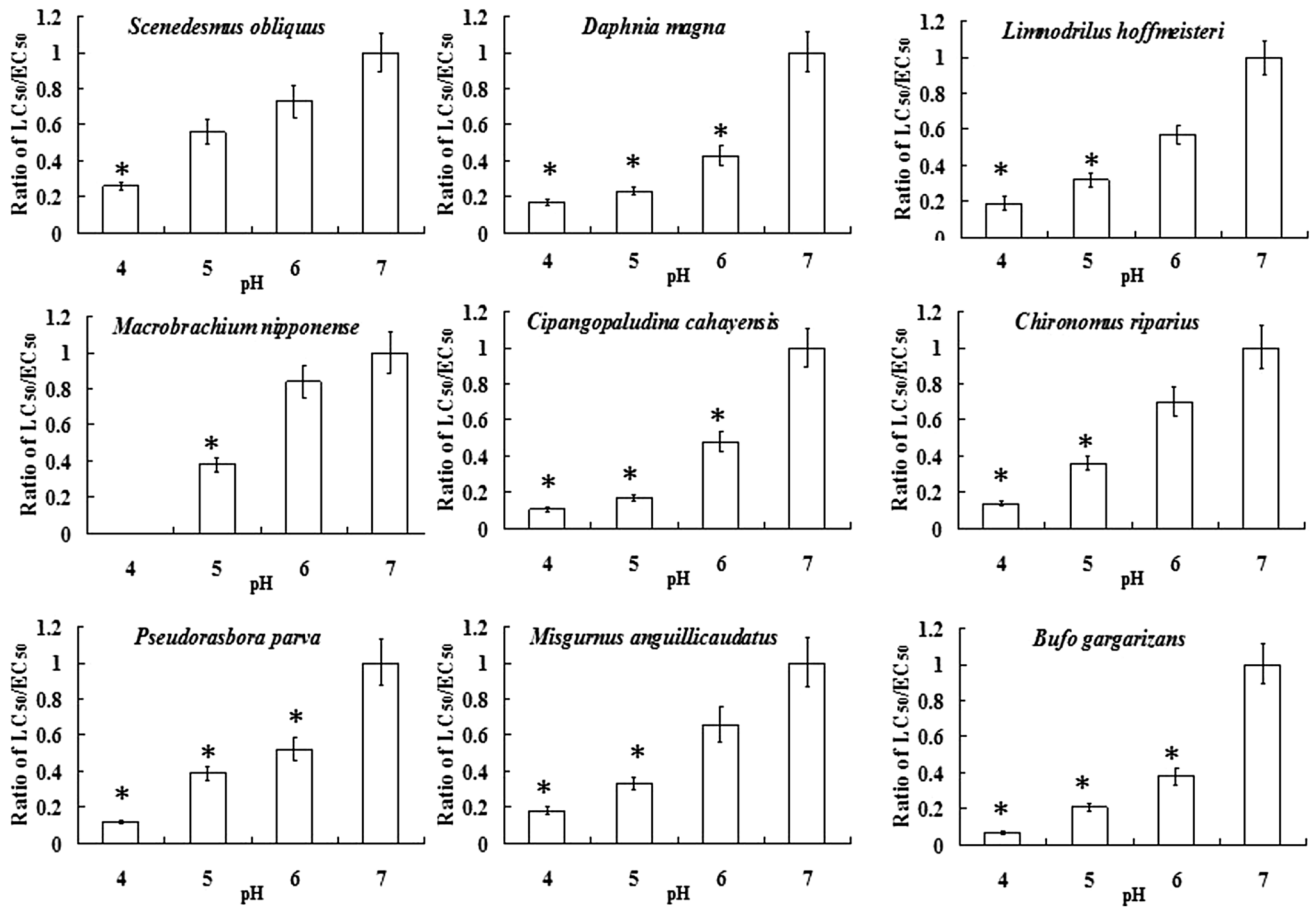 Scenedesmus obliquus
Ratio of LC50/EC50
1.2
1
0.8
0.6
0.4
0.2
0
*
4 5 6 7
pH
Daphnia magna
Ratio of LC50/EC50
1.2
1
0.8
0.6
0.4
0.2
0
* * *
4 5 6 7
pH
Limnodrilus hoffmeisteri
Ratio of LC50/EC50
1.2
1
0.8
0.6
0.4
0.2
0
* *
4 5 6 7
pH
Macrobrachium nipponense
Ratio of LC50/EC50
1.2
1
0.8
0.6
0.4
0.2
0
*
4 5 6 7
pH
Cipangopaludina cahayensis
Ratio of LC50/EC50
1.2
1
0.8
0.6
0.4
0.2
0
* * *
4 5 6 7
pH
Chironomus riparius
Ratio of LC50/EC50
1.2
1
0.8
0.6
0.4
0.2
0
* *
4 5 6 7
pH
Pseudorasbora parva
Ratio of LC50/EC50
1.2
1
0.8
0.6
0.4
0.2
0
* * *
4 5 6 7
pH
Misgurnus anguillicaudatus
Ratio of LC50/EC50
1.2
1
0.8
0.6
0.4
0.2
0
* *
4 5 6 7
pH
Bufo gargarizans
Ratio of LC50/EC50
1.2
1
0.8
0.6
0.4
0.2
0
* * *
4 5 6 7
pH